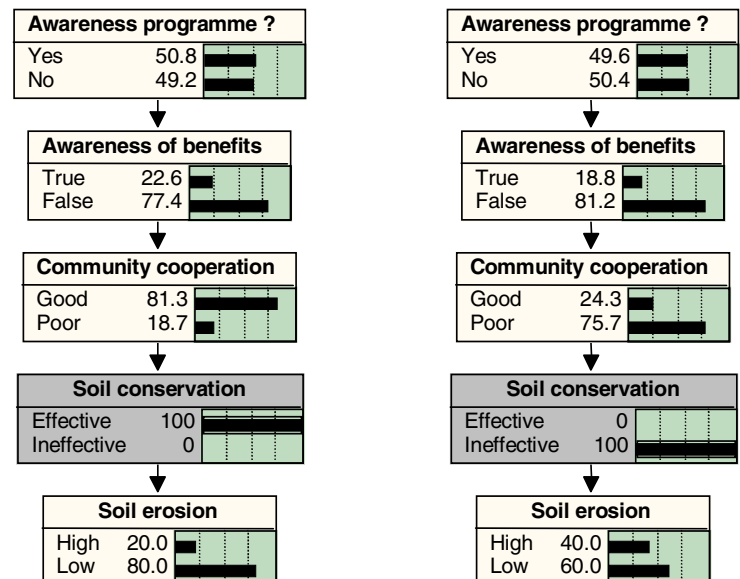 Awareness programme ?
Yes 50.8
No 49.2
Awareness of benefits
True 22.6
False 77.4
Community cooperation
Good 81.3
Poor 18.7
Soil conservation
Effective 100
Ineffective 0
Soil erosion
High 20.0
Low 80.0
Awareness programme ?
Yes 49.6
No 50.4
Awareness of benefits
True 18.8
False 81.2
Community cooperation
Good 24.3
Poor 75.7
Soil conservation
Effective 0
Ineffective 100
Soil erosion
High 40.0
Low 60.0